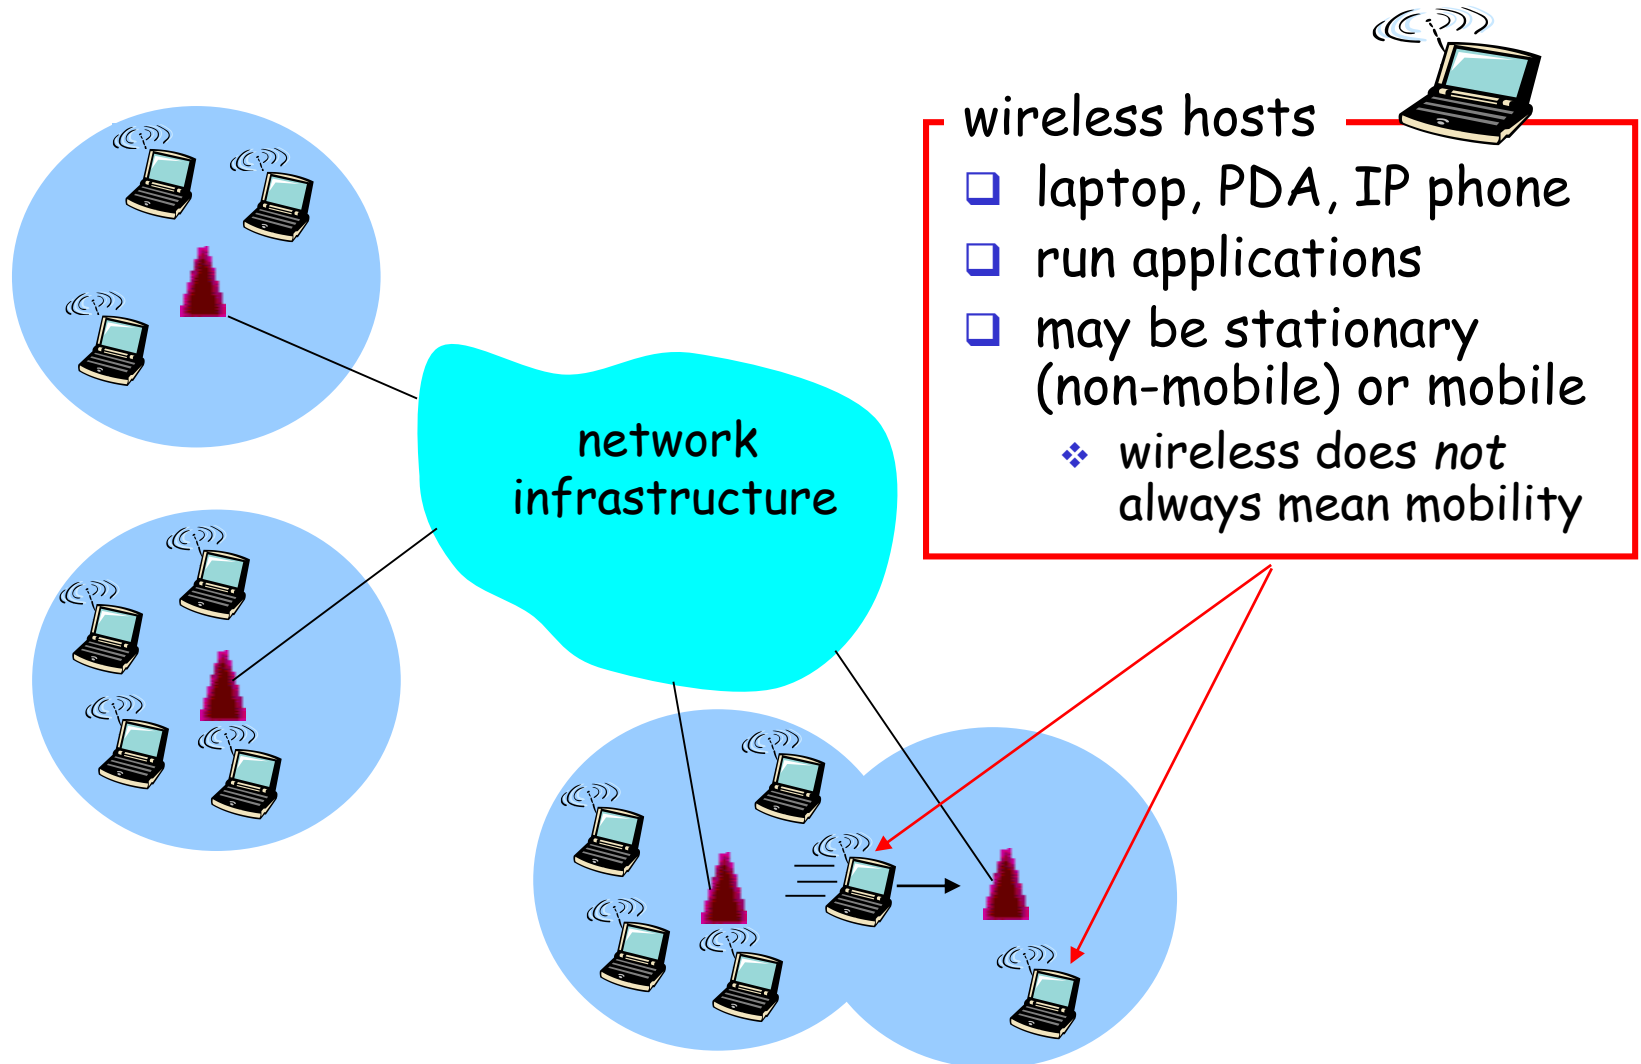 wireless hosts
laptop, PDA, IP phone
run applications
may be stationary
(non-mobile) or mobile
wireless does not
always mean mobility
network
infrastructure